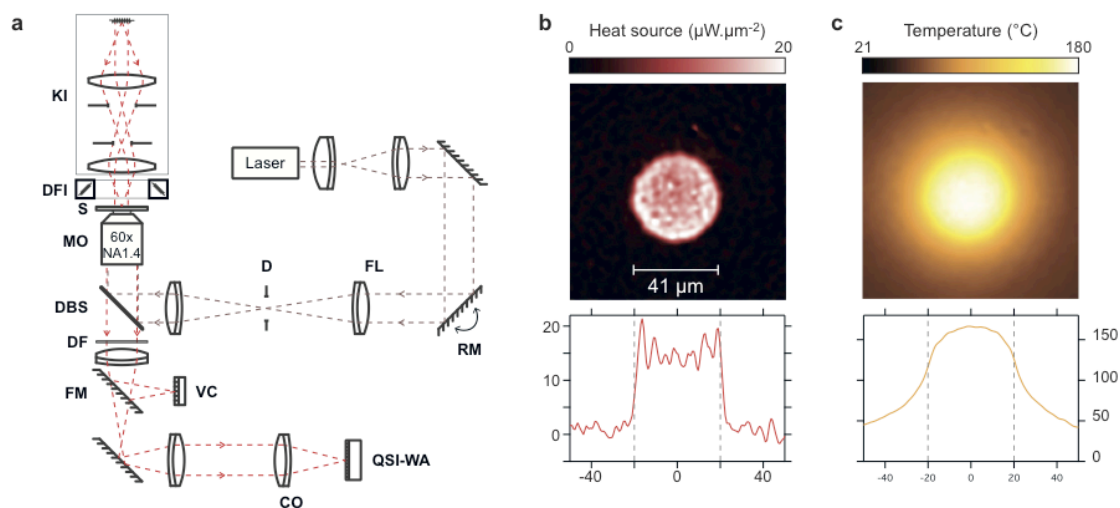 a
KI
DFI
S
MO
60x
NA1.4
DBS
DF
FM
VC
CO
QSI-WA
Laser
D
FL
RM
b
Heat source (µW.µm-2)
0 20
41 µm
20
10
0
-40 0 40
c
Temperature (°C)
21 180
150
100
50
0
-40 -20 0 20 40